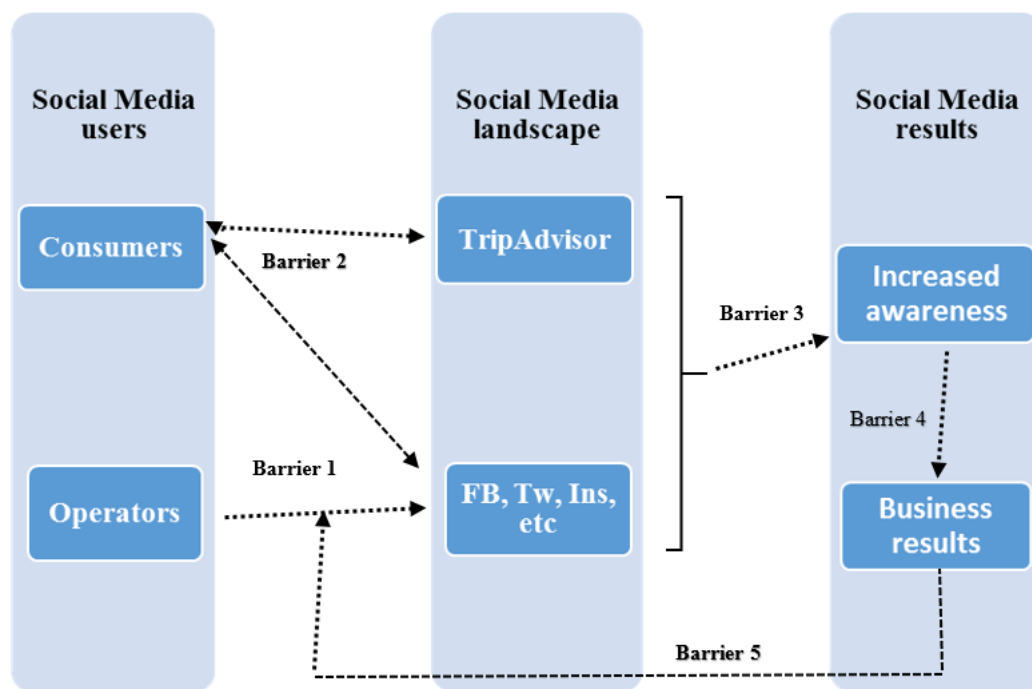 Social Media
users
Social Media
landscape
Social Media
results
Consumers
Barrier 2
TripAdvisor
Barrier 3
Increased
awareness
Barrier 4
Barrier 1
Operators
FB, Tw, Ins,
etc
Business
results
Barrier 5